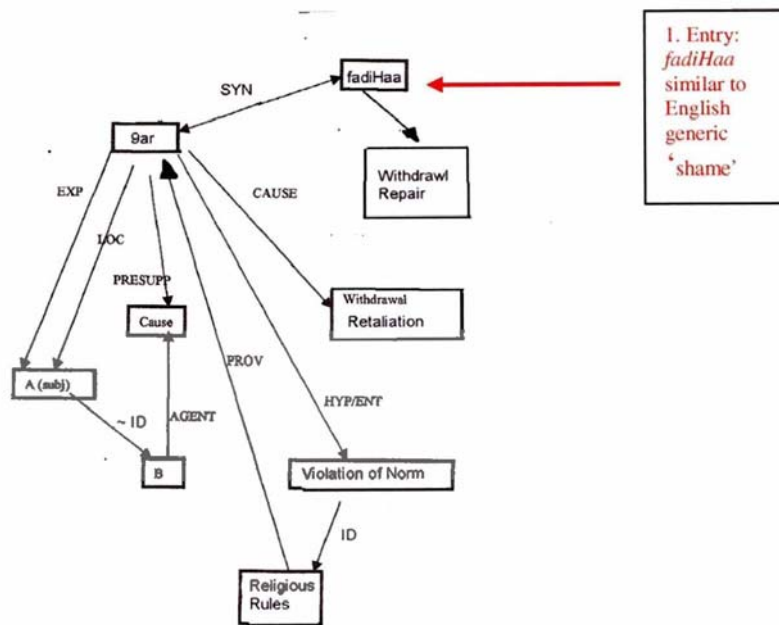 1. Entry:
fadiHaa
similar to
English
generic
‘shame’
fadiHaa
SYN
9ar
Withdrawl
Repair
EXP
CAUSE
LOC
PRESUPP
Withdrawal
Retaliation
Cause
PROV
A (subj)
HYP/ENT
~ ID
AGENT
B
Violation of Norm
ID
Religious
Rules